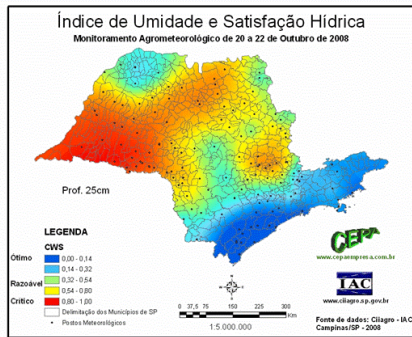 Índice de Umidade e Satisfação Hídrica
Monitoramento Agrometeorológico de 20 a 22 de Outubro de 2008
Prof. 25cm
LEGENDA
CWS
Ótimo
0,00 - 0,14
0,14 - 0,32
Razoável
0,32 - 0,54
0,54 - 0,80
Crítico
0,80 - 1,00
Delimitação dos Municípios de SP
Postos Meteorológicos
0 37,5 75 150 225 300
Km
1:5.000.000
CEPA
www.cepaempresa.com.br
IAC
www.ciiagro.sp.gov.br
Fonte de dados: Ciiagro - IAC
Campinas/SP - 2008